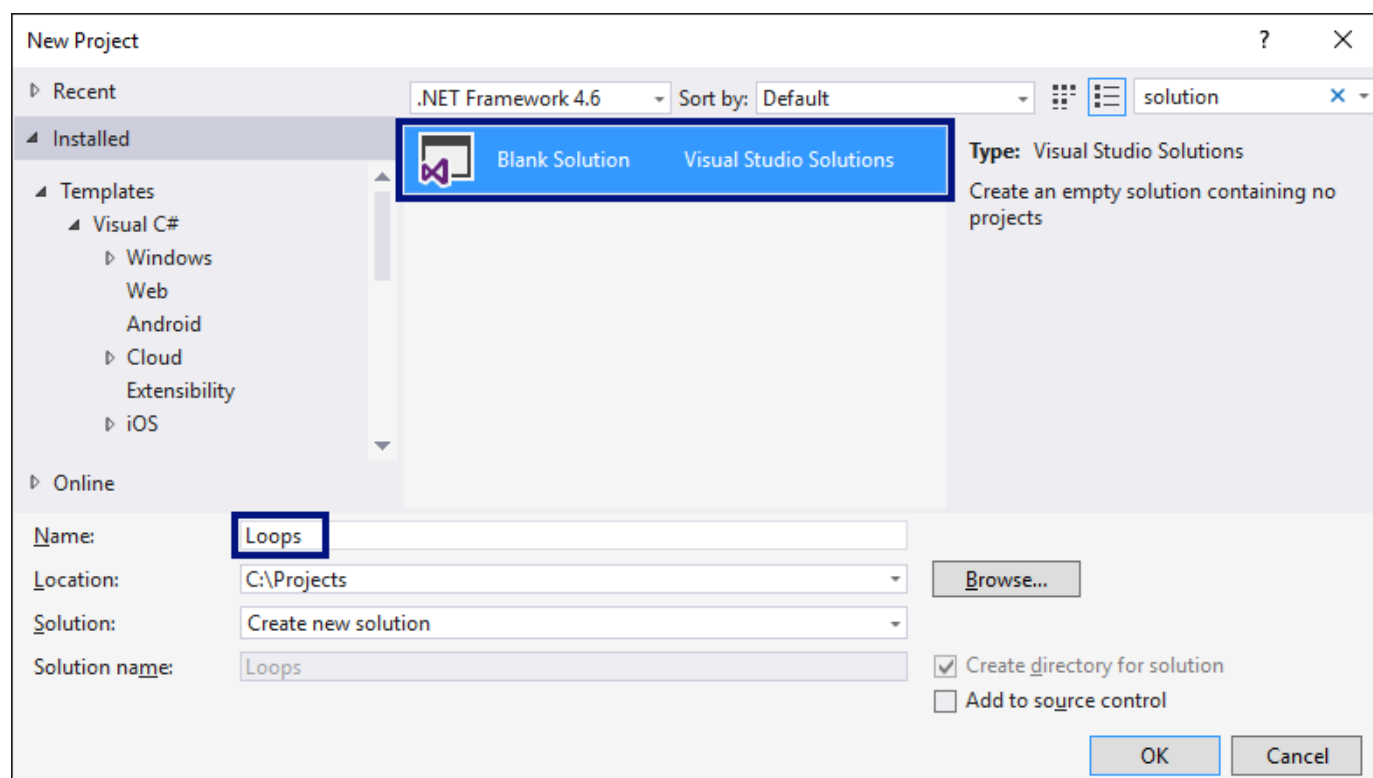 New Project ?
Recent
.NET Framework 4.6 Sort by: Default solution
Installed
Templates
Visual C#
Windows
Web
Android
Cloud
Extensibility
iOS
Online
Blank Solution Visual Studio Solutions
Type: Visual Studio Solutions
Create an empty solution containing no
projects
Name: Loops
Location: C:\Projects Browse...
Solution: Create new solution
Solution name: Loops
Create directory for solution
Add to source control
OK Cancel